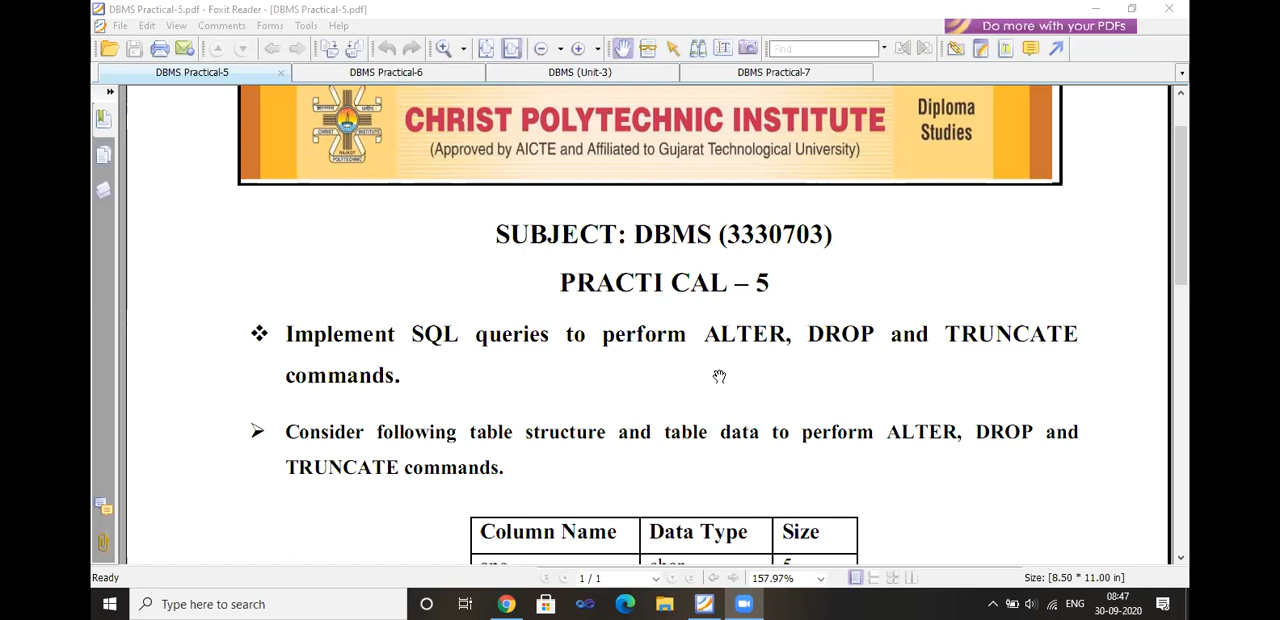 DBMS Practical-5.pdf - Foxit Reader - [DBMS Practical-5.pdf]
File Edit View Comments Forms Tools Help
Do more with your PDFs
Find
DBMS Practical-5 DBMS Practical-6 DBMS (Unit-3) DBMS Practical-7
CHRIST POLYTECHNIC INSTITUTE
(Approved by AICTE and Affiliated to Gujarat Technological University)
Diploma
Studies
SUBJECT: DBMS (3330703)
PRACTI CAL – 5
❖ Implement SQL queries to perform ALTER, DROP and TRUNCATE
commands.
➢ Consider following table structure and table data to perform ALTER, DROP and
TRUNCATE commands.
Column Name Data Type Size
Ready
1 / 1
157.97%
Size: [8.50 * 11.00 in]
Type here to search
ENG
08:47
30-09-2020